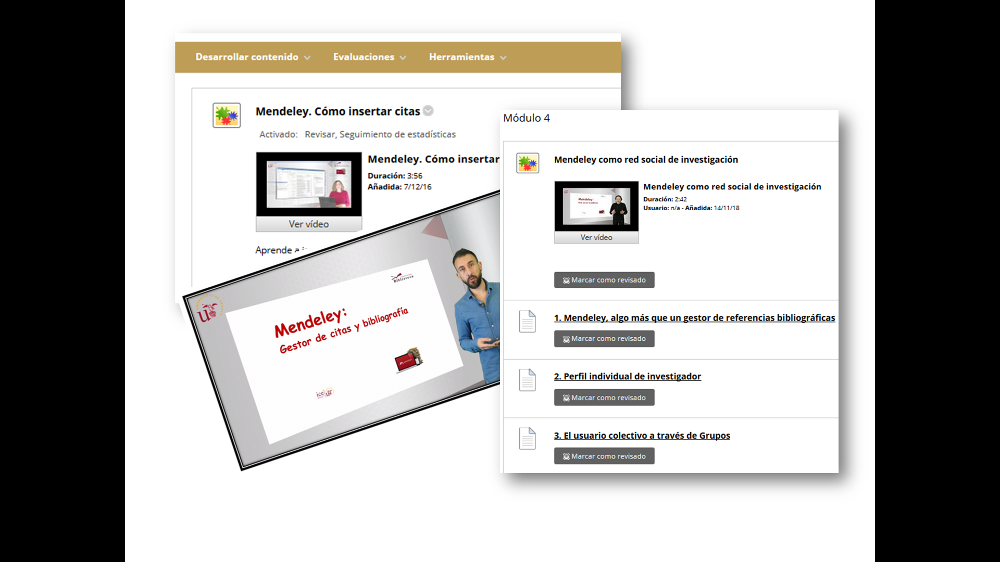 Desarrollar contenido
Evaluaciones
Herramientas
Mendeley. Cómo insertar citas
Activado: Revisar, Seguimiento de estadísticas
Mendeley. Cómo insertar
Duración: 3:56
Añadida: 7/12/16
Ver vídeo
Aprende a
Biblioteca
Mendeley:
Gestor de citas y bibliografía
Módulo 4
Mendeley como red social de investigación
Mendeley como red social de investigación
Duración: 2:42
Usuario: n/a - Añadida: 14/11/18
Mendeley:
Ver vídeo
Marcar como revisado
1. Mendeley, algo más que un gestor de referencias bibliográficas
Marcar como revisado
2. Perfil individual de investigador
Marcar como revisado
3. El usuario colectivo a través de Grupos
Marcar como revisado